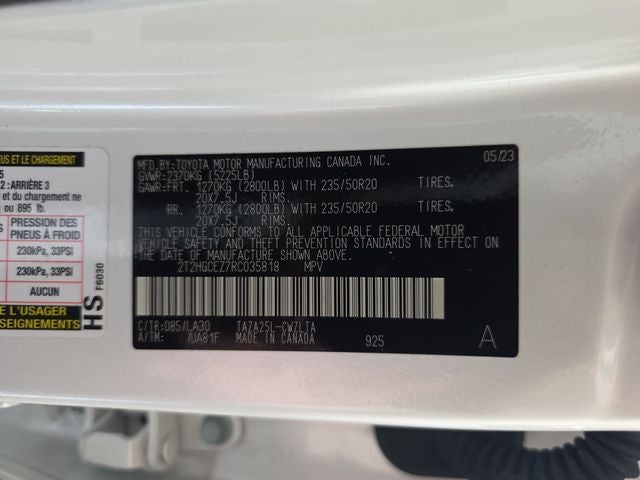 US ET LE CHARGEMENT
5
2 : ARRIÈRE 3
et du chargement ne
ou 895 lb.
PRESSION DES
PNEUS À FROID
230kPa, 33PSI
230kPa, 33PSI
AUCUN
E L'USAGER
NSEIGNEMENTS
HS F6030
MFD.BY:TOYOTA MOTOR MANUFACTURING CANADA INC. 05/23
GVWR:2370KG (5225LB)
GAWR:FRT. 1270KG (2800LB) WITH 235/50R20 TIRES,
20X7.5J RIMS.
RR. 1270KG (2800LB) WITH 235/50R20 TIRES,
20X7.5J RIMS.
THIS VEHICLE CONFORMS TO ALL APPLICABLE FEDERAL MOTOR
VEHICLE SAFETY AND THEFT PREVENTION STANDARDS IN EFFECT
ON THE DATE OF MANUFACTURE SHOWN ABOVE.
2T2HGCEZ7RC035818 MPV
C/TR:085/LA30 TAZA25L-CWZLTA
A/TM: /UA81F MADE IN CANADA 925 A